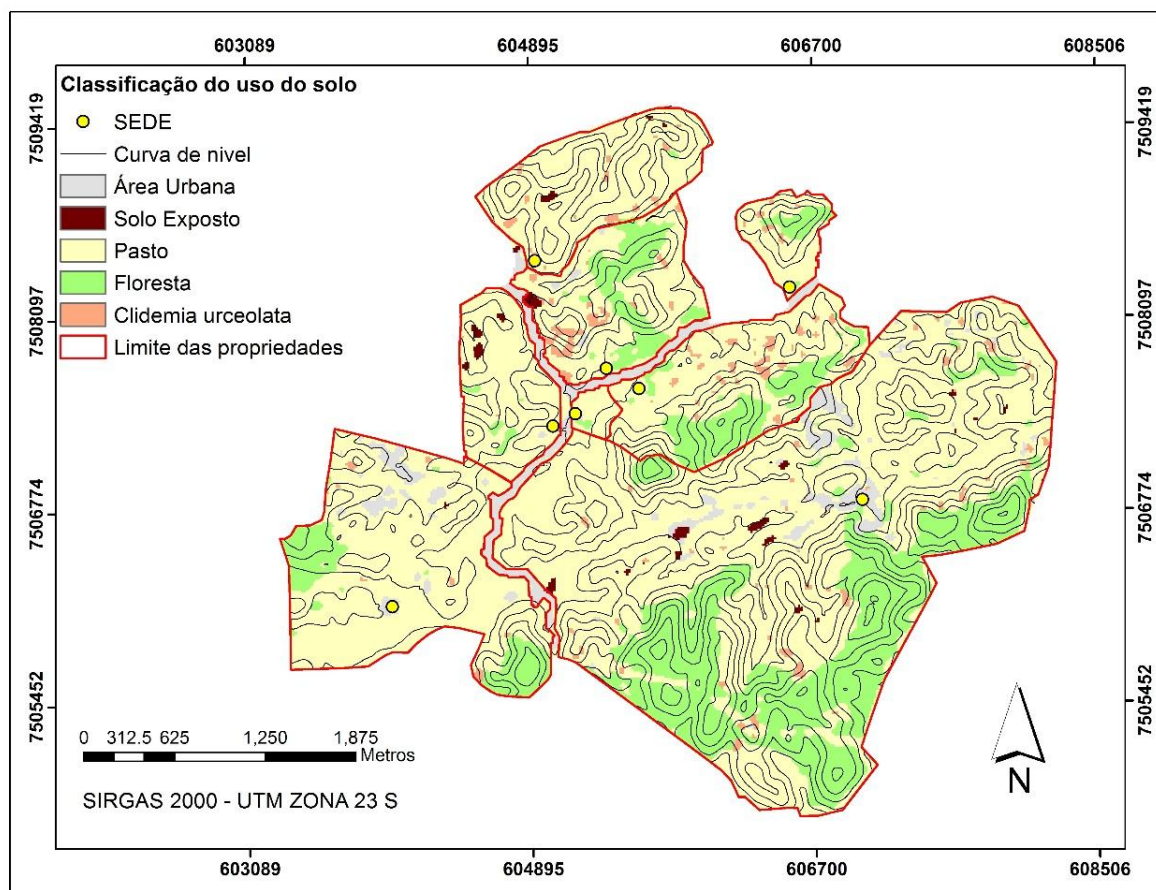 603089 604895 606700 608506
Classificação do uso do solo
SEDE
Curva de nivel
Área Urbana
Solo Exposto
Pasto
Floresta
Clidemia urceolata
Limite das propriedades
7509419 7509419
7508097 7508097
7506774 7506774
7505452 7505452
0 312.5 625 1,250 1,875
Metros
SIRGAS 2000 - UTM ZONA 23 S
N
603089 604895 606700 608506